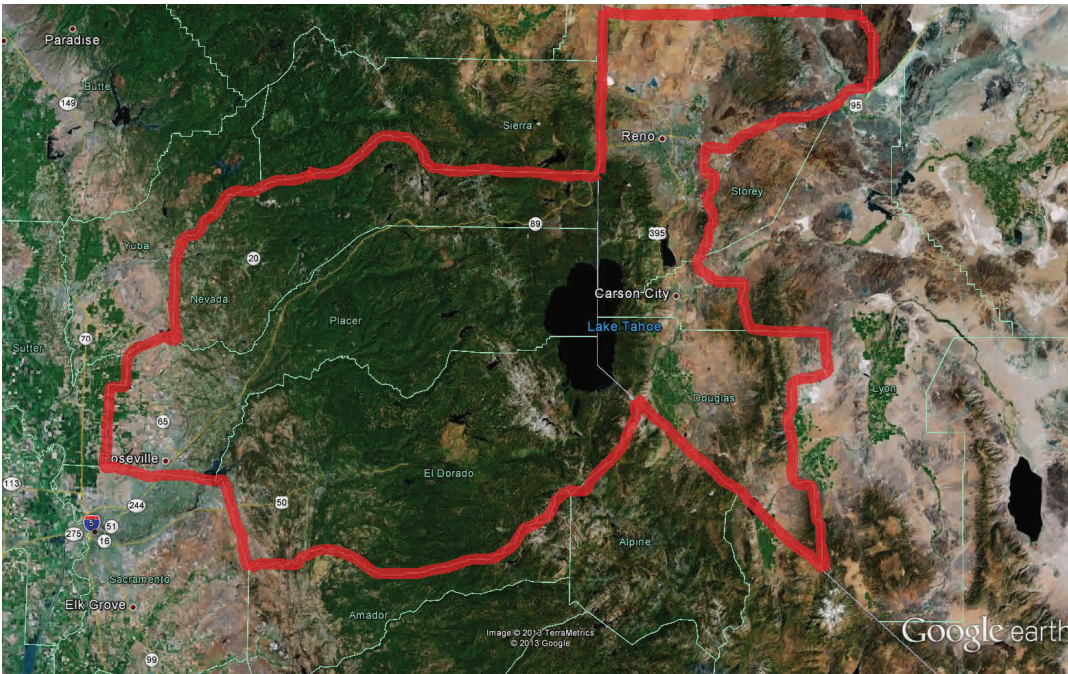 Paradise
149
Butte
Sierra
Reno
95
Storey
Yuba
20
89
395
Nevada
Carson City
Placer
Lake Tahoe
70
Sutter
Lyon
Douglas
65
oseville
El Dorado
113
244
50
5
51
275
16
Sacramento
Alpine
Elk Grove
Amador
Image © 2013 TerraMetrics
© 2013 Google
Google earth
99